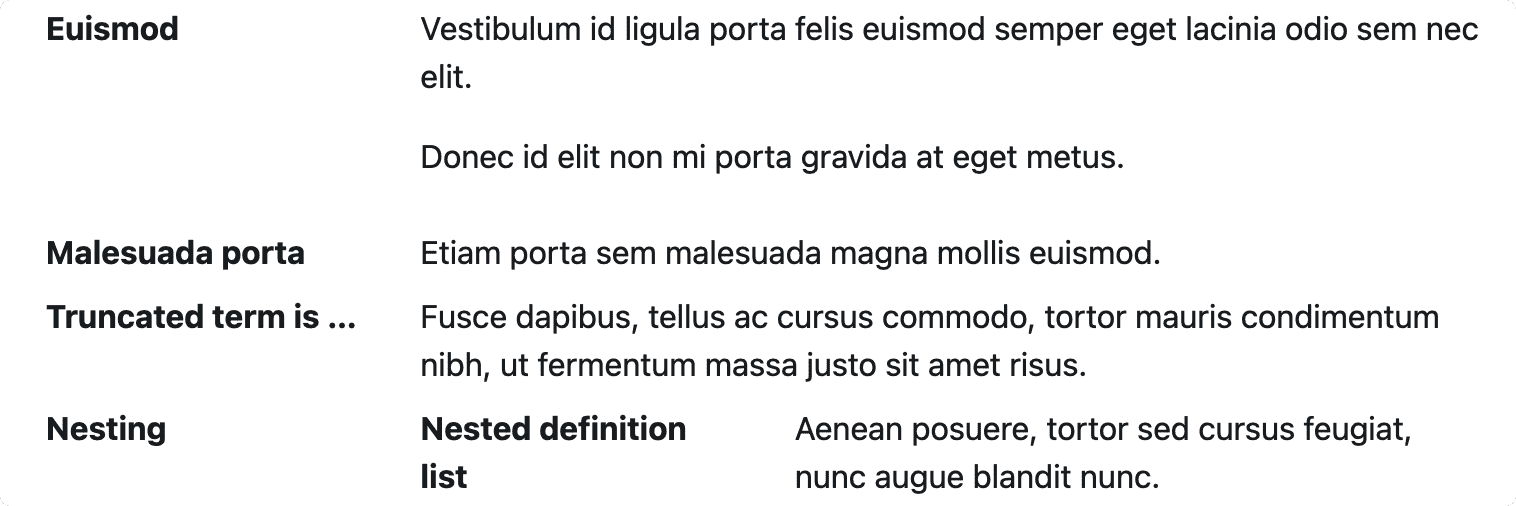 Euismod Vestibulum id ligula porta felis euismod semper eget lacinia odio sem nec
elit.
Donec id elit non mi porta gravida at eget metus.
Malesuada porta Etiam porta sem malesuada magna mollis euismod.
Truncated term is ... Fusce dapibus, tellus ac cursus commodo, tortor mauris condimentum
nibh, ut fermentum massa justo sit amet risus.
Nesting Nested definition Aenean posuere, tortor sed cursus feugiat,
list nunc augue blandit nunc.